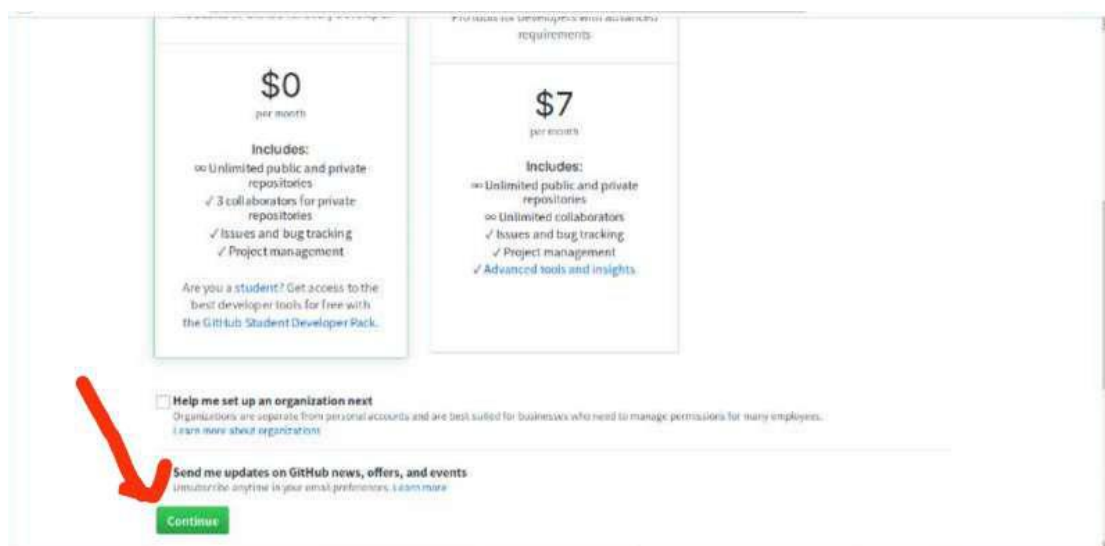 requirements
$0
per month
Includes:
∞ Unlimited public and private
repositories
✓ 3 collaborators for private
repositories
✓ Issues and bug tracking
✓ Project management
Are you a student? Get access to the
best developer tools for free with
the GitHub Student Developer Pack.
$7
per month
Includes:
∞ Unlimited public and private
repositories
∞ Unlimited collaborators
✓ Issues and bug tracking
✓ Project management
✓ Advanced tools and insights
Help me set up an organization next
Organizations are separate from personal accounts and are best suited for businesses who need to manage permissions for many employees.
Learn more about organizations
Send me updates on GitHub news, offers, and events
Unsubscribe anytime in your email preferences. Learn more
Continue